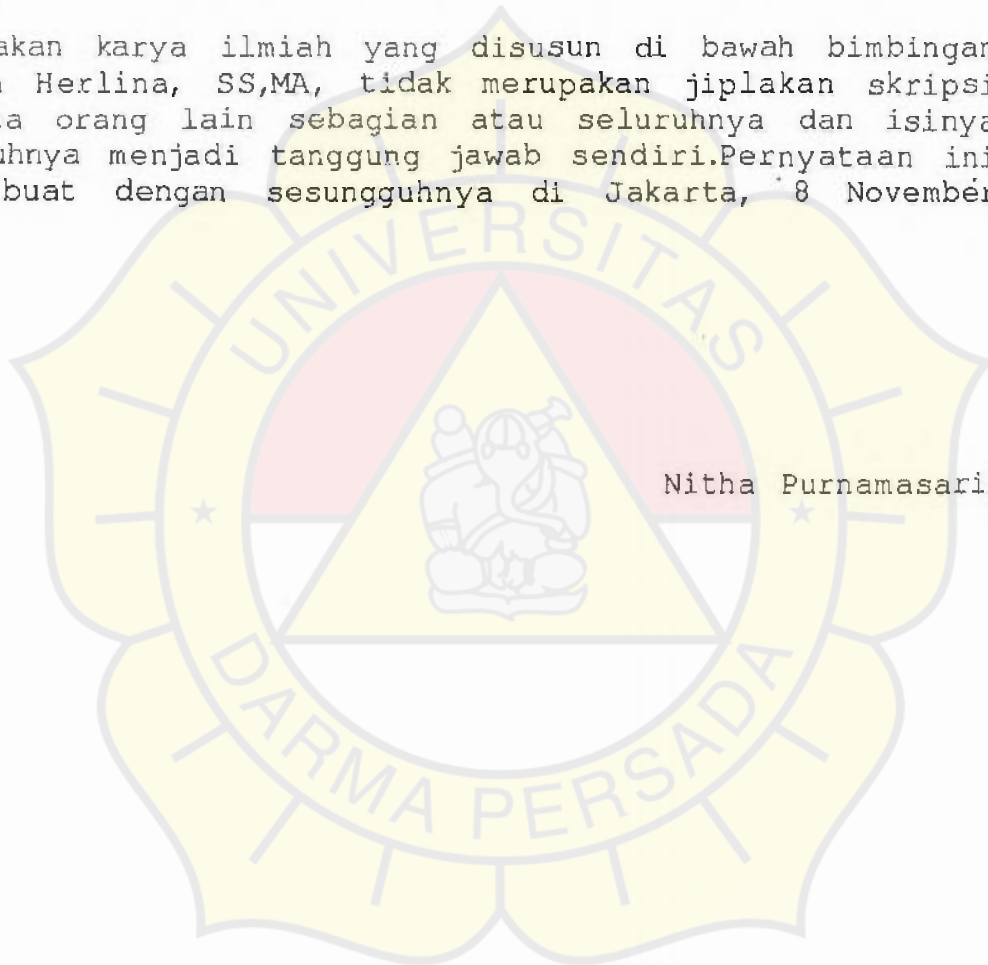 akan karya ilmiah yang disusun di bawah bimbingan
Herlina, SS,MA, tidak merupakan jiplakan skripsi
a orang lain sebagian atau seluruhnya dan isinya
uhnya menjadi tanggung jawab sendiri.Pernyataan ini
buat dengan sesungguhnya di Jakarta, 8 November
UNIVERSITAS
Nitha Purnamasari
DARMA PERSADA